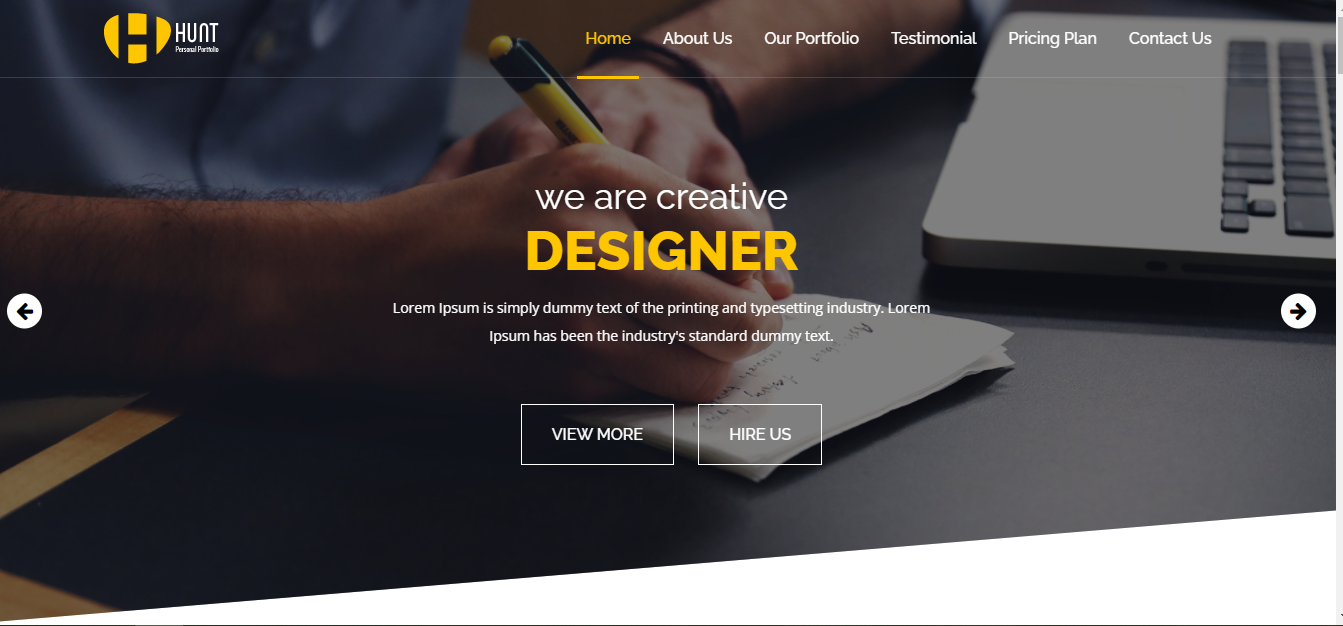 HUNT
Personal Portfolio
Home About Us Our Portfolio Testimonial Pricing Plan Contact Us
we are creative
DESIGNER
Lorem Ipsum is simply dummy text of the printing and typesetting industry. Lorem
Ipsum has been the industry's standard dummy text.
VIEW MORE HIRE US